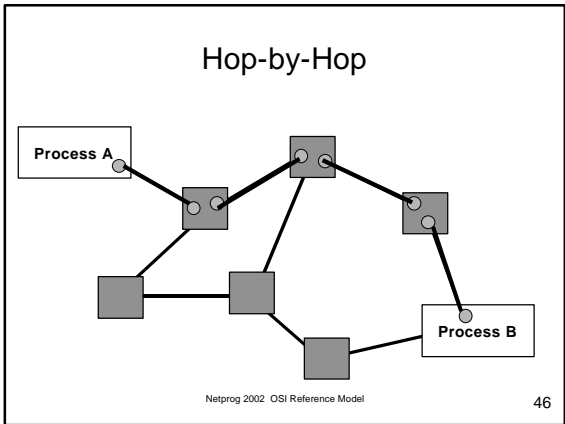 Hop-by-Hop
Process A
Process B
Netprog 2002 OSI Reference Model
46